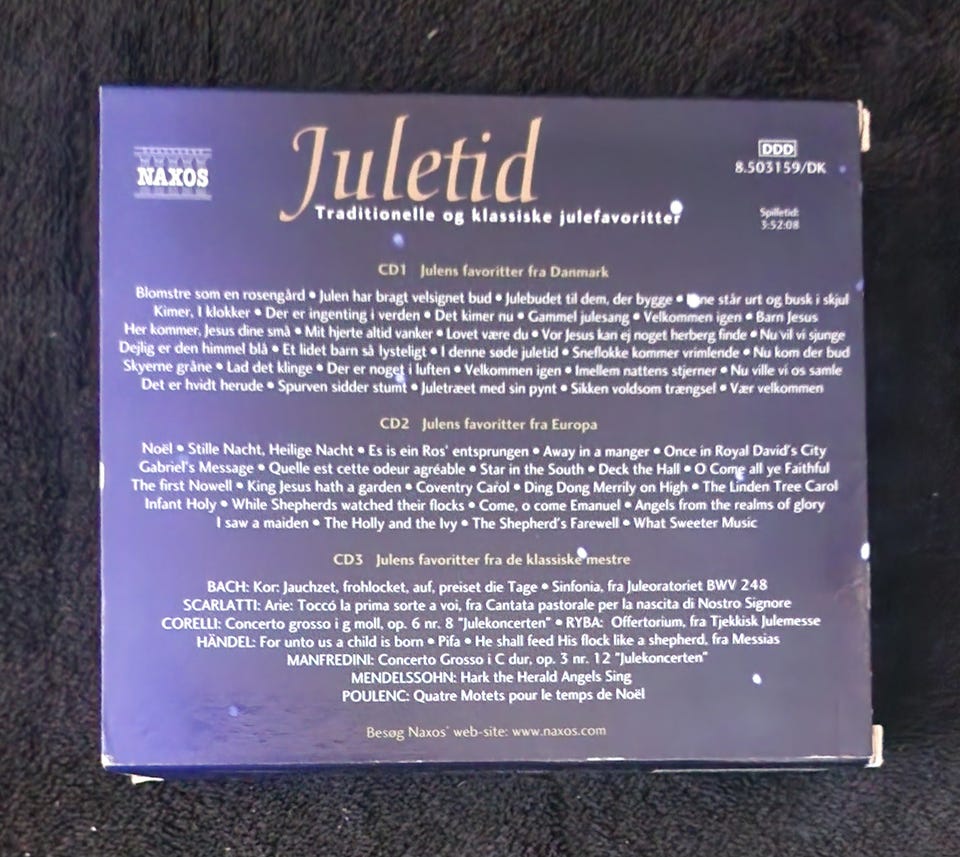 NAXOS
Juletid
Traditionelle og klassiske julefavoritter
DDD
8.503159/DK
Spilletid:
3:52:08
CD1 Julens favoritter fra Danmark
Blomstre som en rosengård • Julen har bragt velsignet bud • Julebudet til dem, der bygge • står urt og busk i skjul
Kimer, I klokker • Der er ingenting i verden • Det kimer nu • Gammel julesang • Velkommen igen • Barn Jesus
Her kommer, Jesus dine små • Mit hjerte altid vanker • Lovet være du • Vor Jesus kan ej noget herberg finde • Nu vil vi sjunge
Dejlig er den himmel blå • Et lidet barn så lysteligt • I denne søde juletid • Sneflokke kommer vrimlende • Nu kom der bud
Skyerne gråne • Lad det klinge • Der er noget i luften • Velkommen igen • Imellem nattens stjerner • Nu ville vi os samle
Det er hvidt herude • Spurven sidder stumt • Juletræet med sin pynt • Sikken voldsom trængsel • Vær velkommen
CD2 Julens favoritter fra Europa
Noël • Stille Nacht, Heilige Nacht • Es is ein Ros' entsprungen • Away in a manger • Once in Royal David's City
Gabriel's Message • Quelle est cette odeur agréable • Star in the South • Deck the Hall • O Come all ye Faithful
The first Nowell • King Jesus hath a garden • Coventry Carol • Ding Dong Merrily on High • The Linden Tree Carol
Infant Holy • While Shepherds watched their flocks • Come, o come Emanuel • Angels from the realms of glory
I saw a maiden • The Holly and the Ivy • The Shepherd's Farewell • What Sweeter Music
CD3 Julens favoritter fra de klassiske mestre
BACH: Kor: Jauchzet, frohlocket, auf, preiset die Tage • Sinfonia, fra Juleoratoriet BWV 248
SCARLATTI: Arie: Toccó la prima sorte a voi, fra Cantata pastorale per la nascita di Nostro Signore
CORELLI: Concerto grosso i g moll, op. 6 nr. 8 "Julekoncerten" • RYBA: Offertorium, fra Tjekkisk Julemesse
HÄNDEL: For unto us a child is born • Pifa • He shall feed His flock like a shepherd, fra Messias
MANFREDINI: Concerto Grosso i C dur, op. 3 nr. 12 "Julekoncerten"
MENDELSSOHN: Hark the Herald Angels Sing
POULENC: Quatre Motets pour le temps de Noël
Besøg Naxos' web-site: www.naxos.com